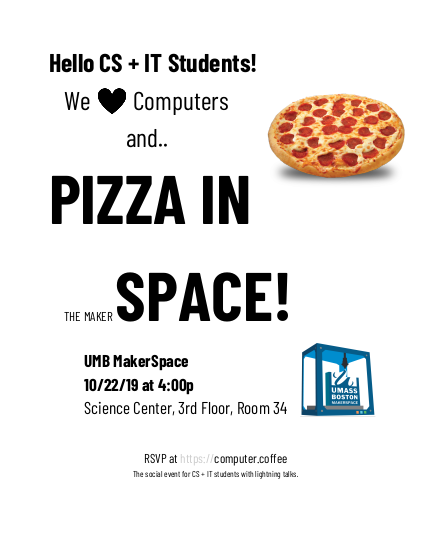 Hello CS + IT Students!
We ♥ Computers
and..
PIZZA IN
THE MAKER SPACE!
UMB MakerSpace
10/22/19 at 4:00p
Science Center, 3rd Floor, Room 34
UMASS
BOSTON
MAKERSPACE
RSVP at https://computer.coffee
The social event for CS + IT students with lightning talks.